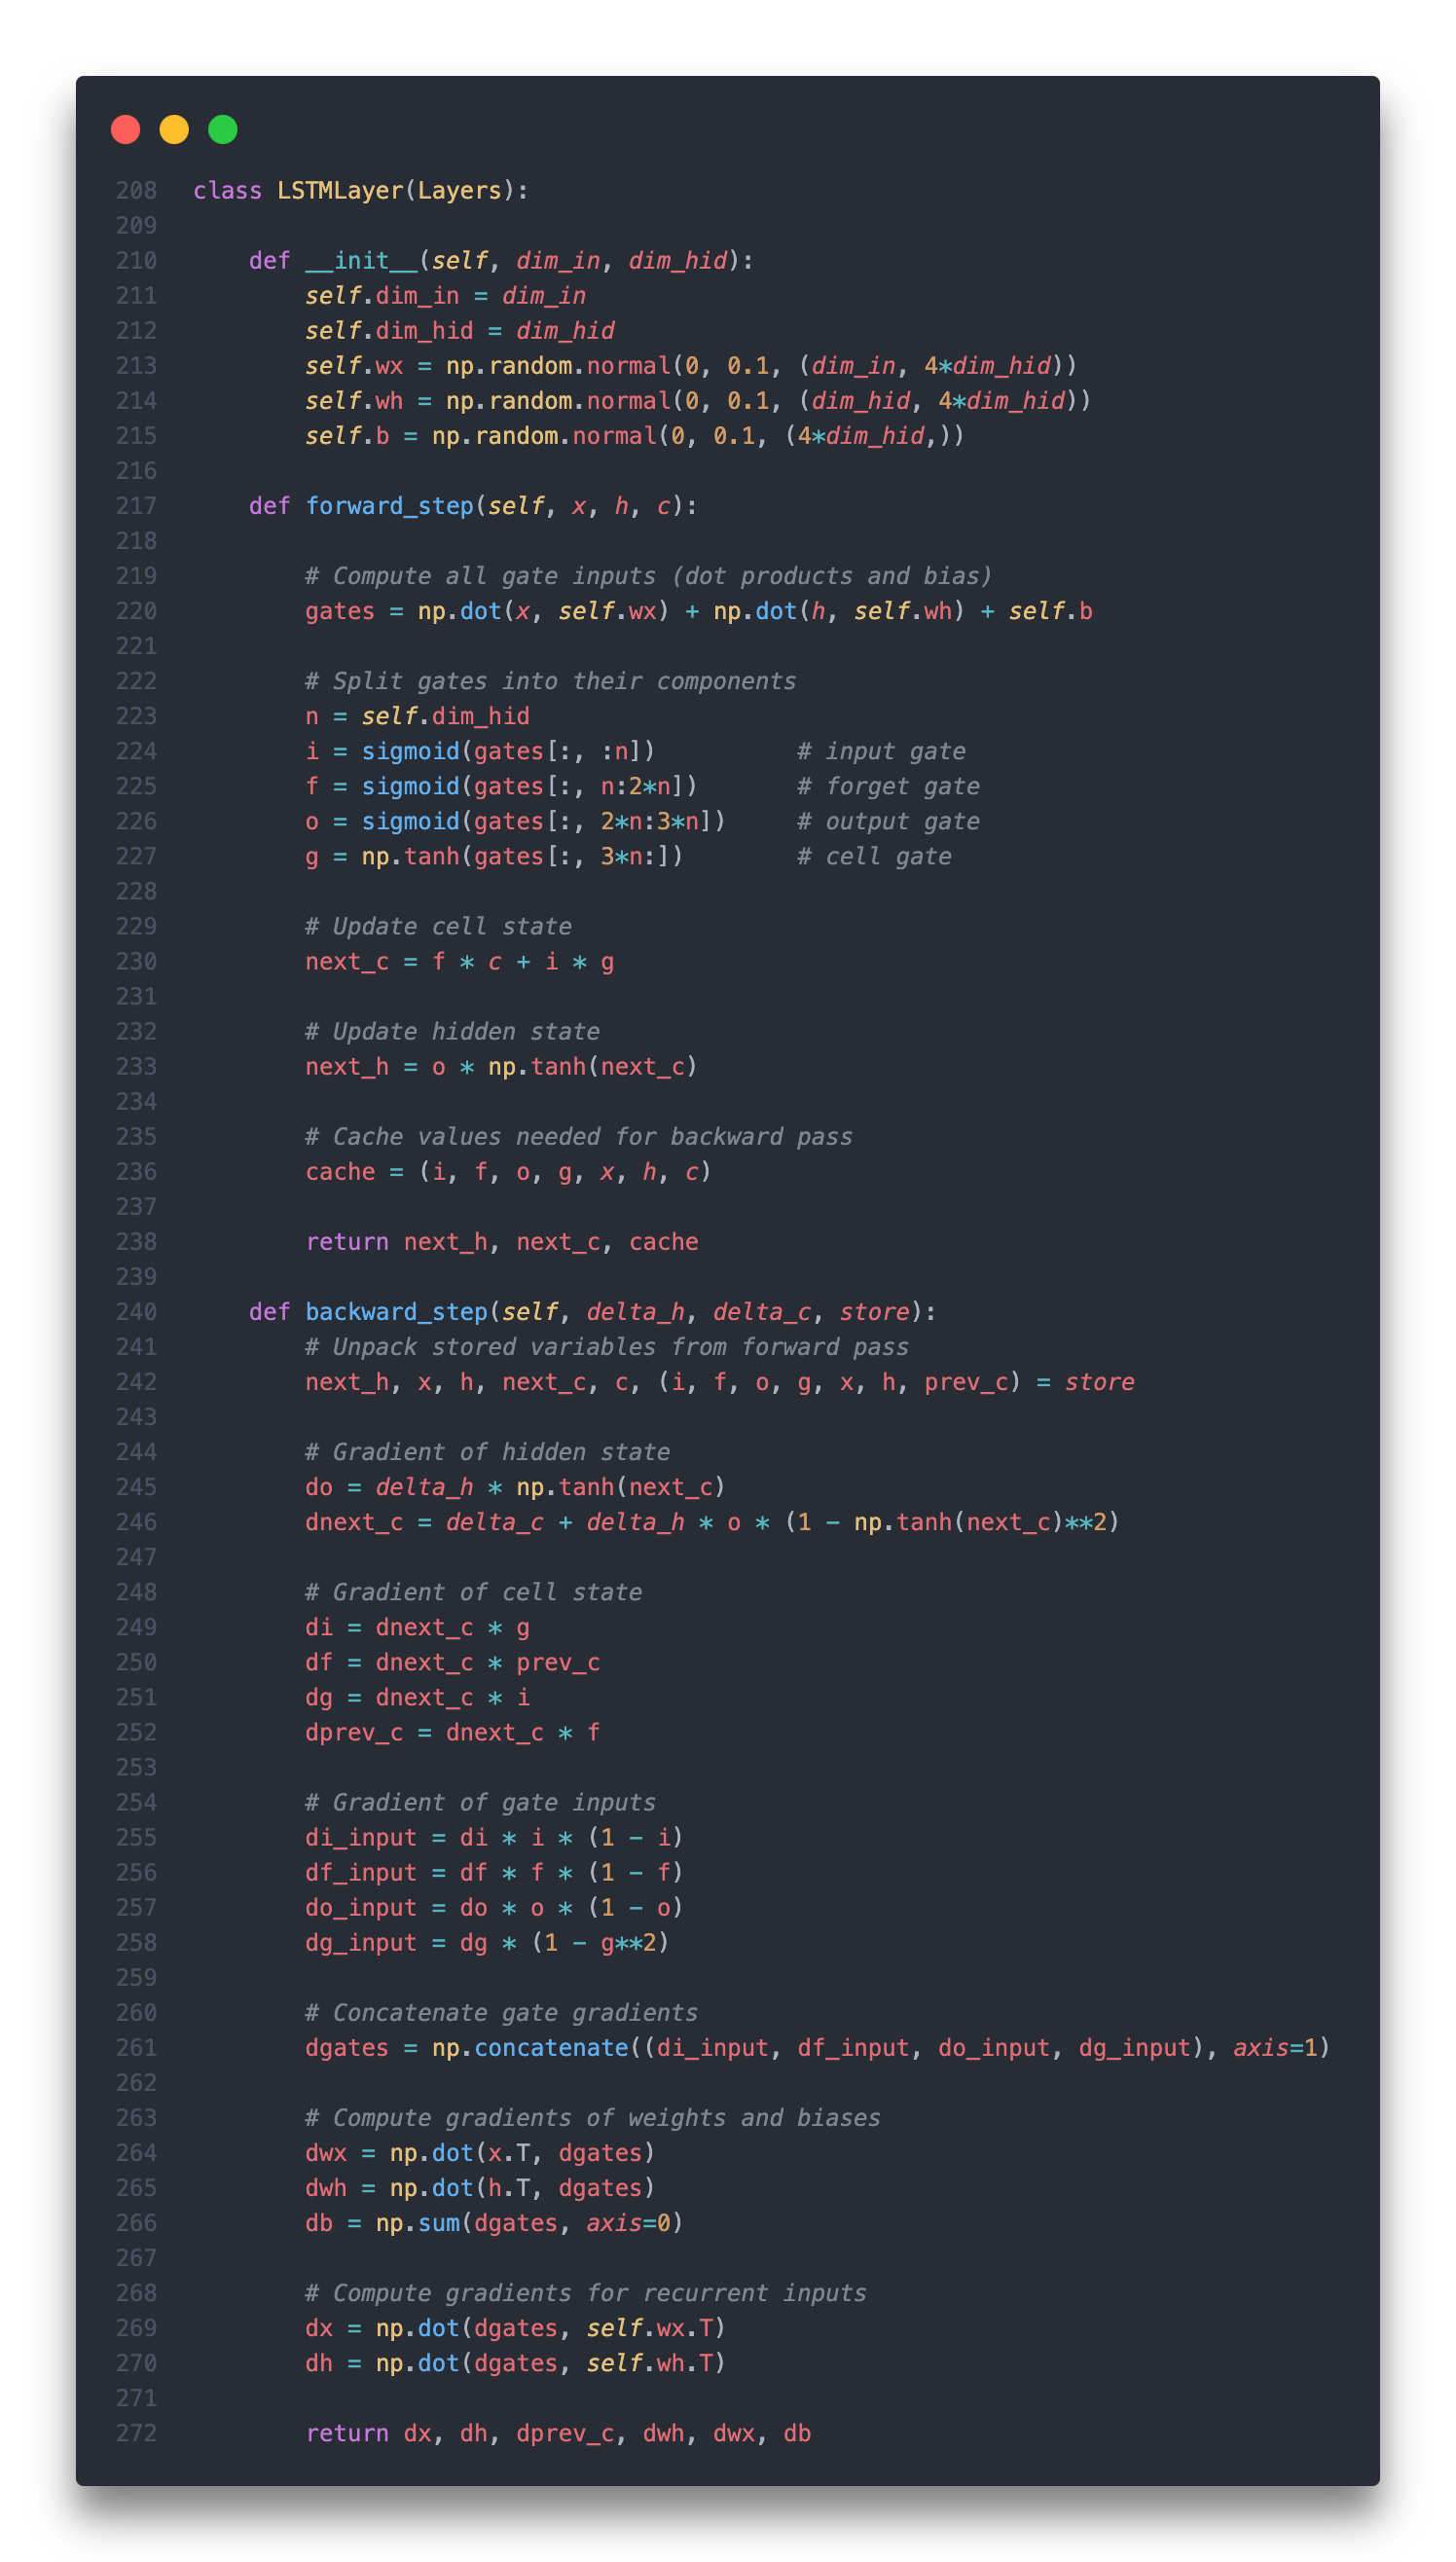 208 class LSTMLayer(Layers):
209
210     def __init__(self, dim_in, dim_hid):
211         self.dim_in = dim_in
212         self.dim_hid = dim_hid
213         self.wx = np.random.normal(0, 0.1, (dim_in, 4*dim_hid))
214         self.wh = np.random.normal(0, 0.1, (dim_hid, 4*dim_hid))
215         self.b = np.random.normal(0, 0.1, (4*dim_hid,))
216
217     def forward_step(self, x, h, c):
218
219         # Compute all gate inputs (dot products and bias)
220         gates = np.dot(x, self.wx) + np.dot(h, self.wh) + self.b
221
222         # Split gates into their components
223         n = self.dim_hid
224         i = sigmoid(gates[:, :n])          # input gate
225         f = sigmoid(gates[:, n:2*n])       # forget gate
226         o = sigmoid(gates[:, 2*n:3*n])     # output gate
227         g = np.tanh(gates[:, 3*n:])        # cell gate
228
229         # Update cell state
230         next_c = f * c + i * g
231
232         # Update hidden state
233         next_h = o * np.tanh(next_c)
234
235         # Cache values needed for backward pass
236         cache = (i, f, o, g, x, h, c)
237
238         return next_h, next_c, cache
239
240     def backward_step(self, delta_h, delta_c, store):
241         # Unpack stored variables from forward pass
242         next_h, x, h, next_c, c, (i, f, o, g, x, h, prev_c) = store
243
244         # Gradient of hidden state
245         do = delta_h * np.tanh(next_c)
246         dnext_c = delta_c + delta_h * o * (1 - np.tanh(next_c)**2)
247
248         # Gradient of cell state
249         di = dnext_c * g
250         df = dnext_c * prev_c
251         dg = dnext_c * i
252         dprev_c = dnext_c * f
253
254         # Gradient of gate inputs
255         di_input = di * i * (1 - i)
256         df_input = df * f * (1 - f)
257         do_input = do * o * (1 - o)
258         dg_input = dg * (1 - g**2)
259
260         # Concatenate gate gradients
261         dgates = np.concatenate((di_input, df_input, do_input, dg_input), axis=1)
262
263         # Compute gradients of weights and biases
264         dwx = np.dot(x.T, dgates)
265         dwh = np.dot(h.T, dgates)
266         db = np.sum(dgates, axis=0)
267
268         # Compute gradients for recurrent inputs
269         dx = np.dot(dgates, self.wx.T)
270         dh = np.dot(dgates, self.wh.T)
271
272         return dx, dh, dprev_c, dwh, dwx, db